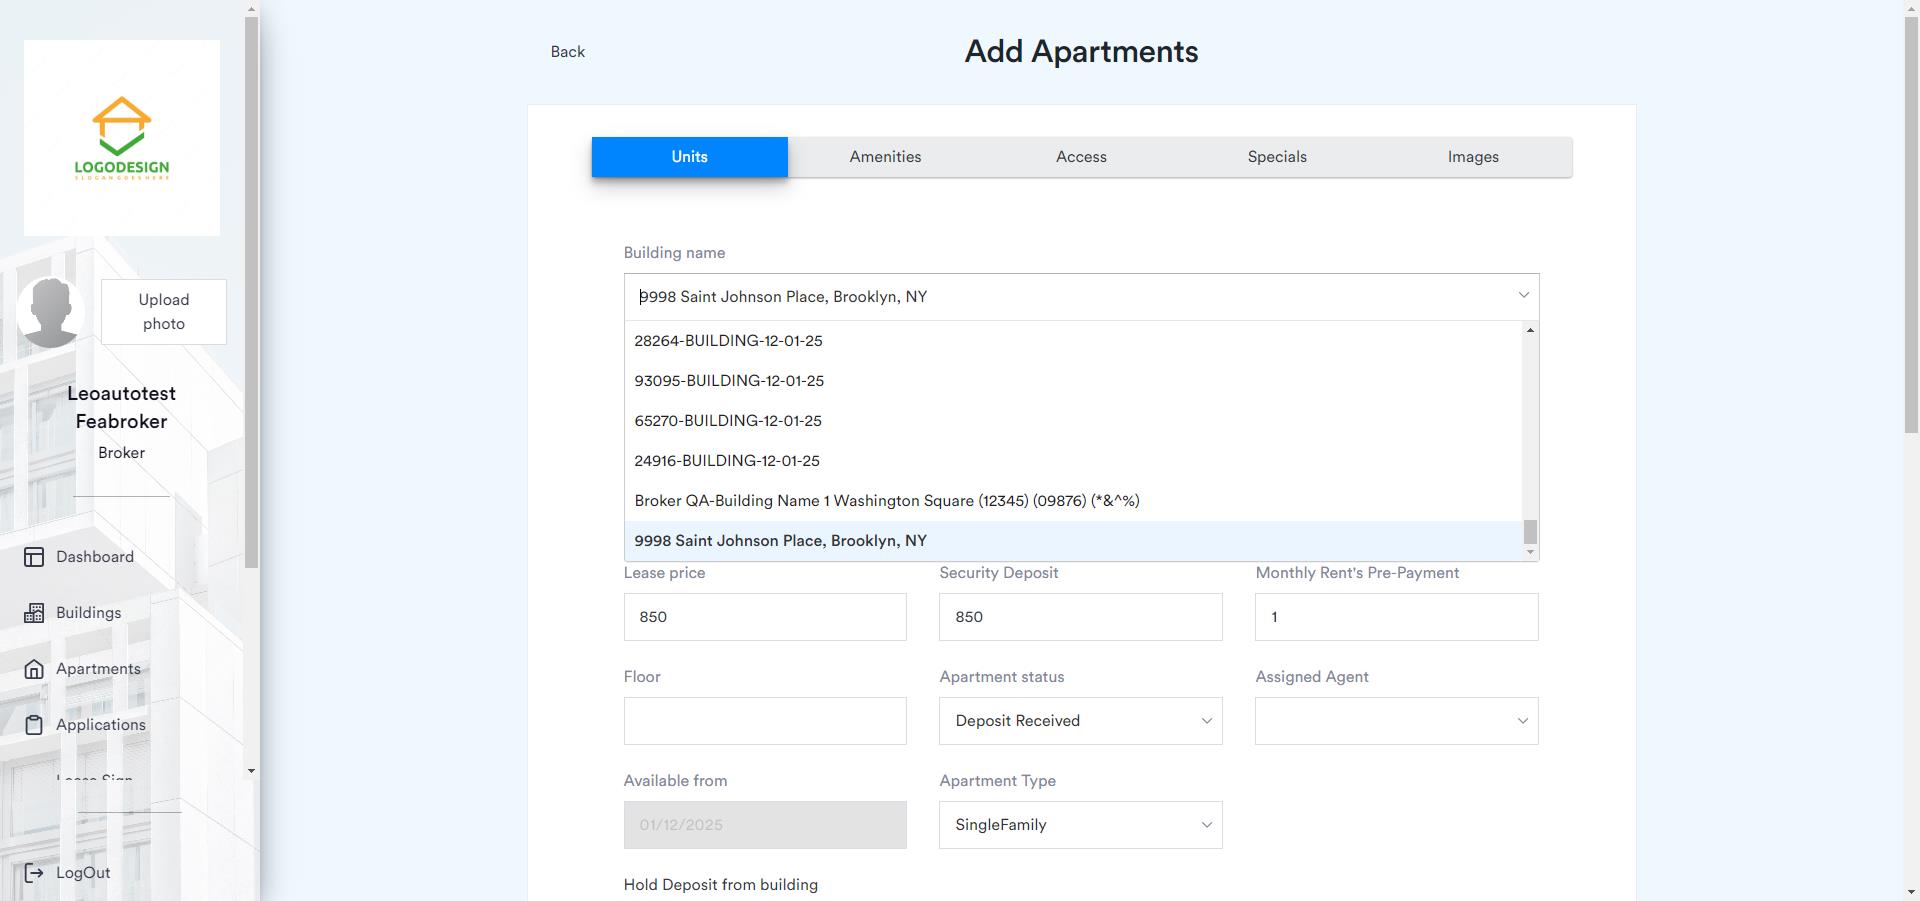 LOGODESIGN
SLOGANGOESHERE
Upload
photo
Leoautotest
Feabroker
Broker
Dashboard
Buildings
Apartments
Applications
Lease Sign
LogOut
Back
Add Apartments
Units
Amenities
Access
Specials
Images
Building name
9998 Saint Johnson Place, Brooklyn, NY
28264-BUILDING-12-01-25
93095-BUILDING-12-01-25
65270-BUILDING-12-01-25
24916-BUILDING-12-01-25
Broker QA-Building Name 1 Washington Square (12345) (09876) (*&^%)
9998 Saint Johnson Place, Brooklyn, NY
Lease price
Security Deposit
Monthly Rent's Pre-Payment
850
850
1
Floor
Apartment status
Assigned Agent
Deposit Received
Available from
Apartment Type
01/12/2025
SingleFamily
Hold Deposit from building